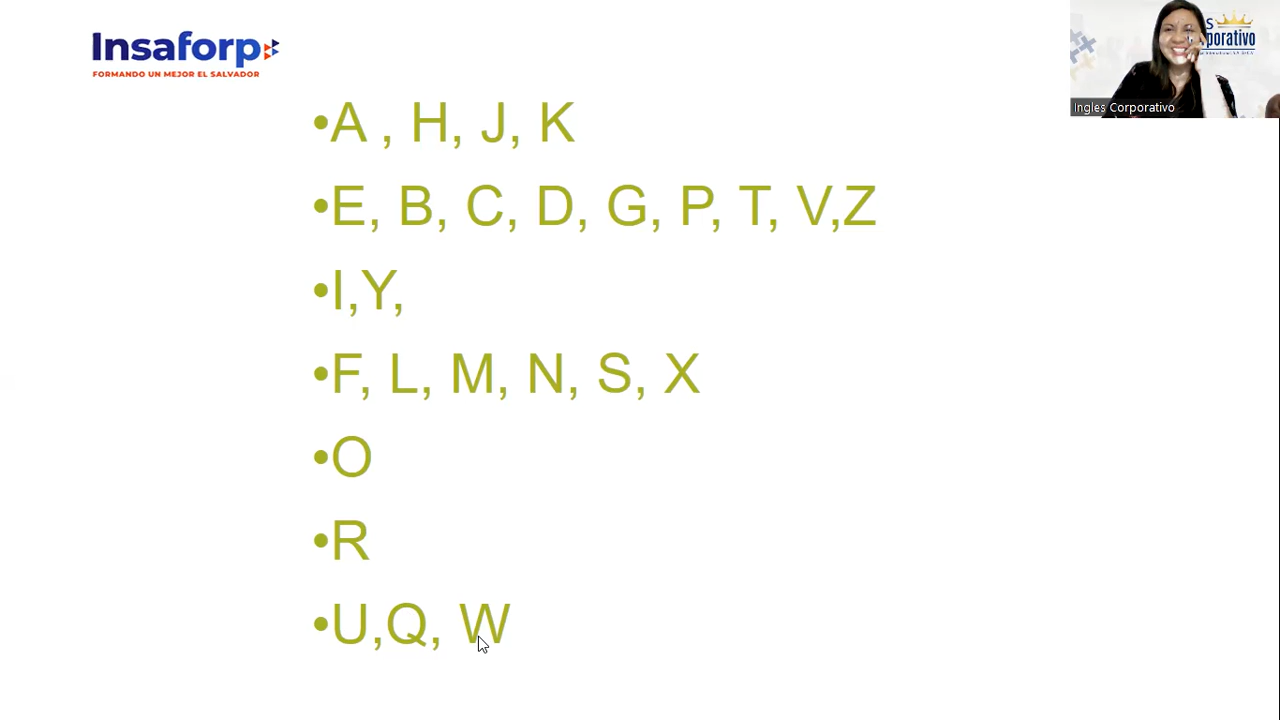 Insaforp
FORMANDO UN MEJOR EL SALVADOR
•A , H, J, K
•E, B, C, D, G, P, T, V,Z
•I,Y,
•F, L, M, N, S, X
•O
•R
•U,Q, W
Ingles Corporativo